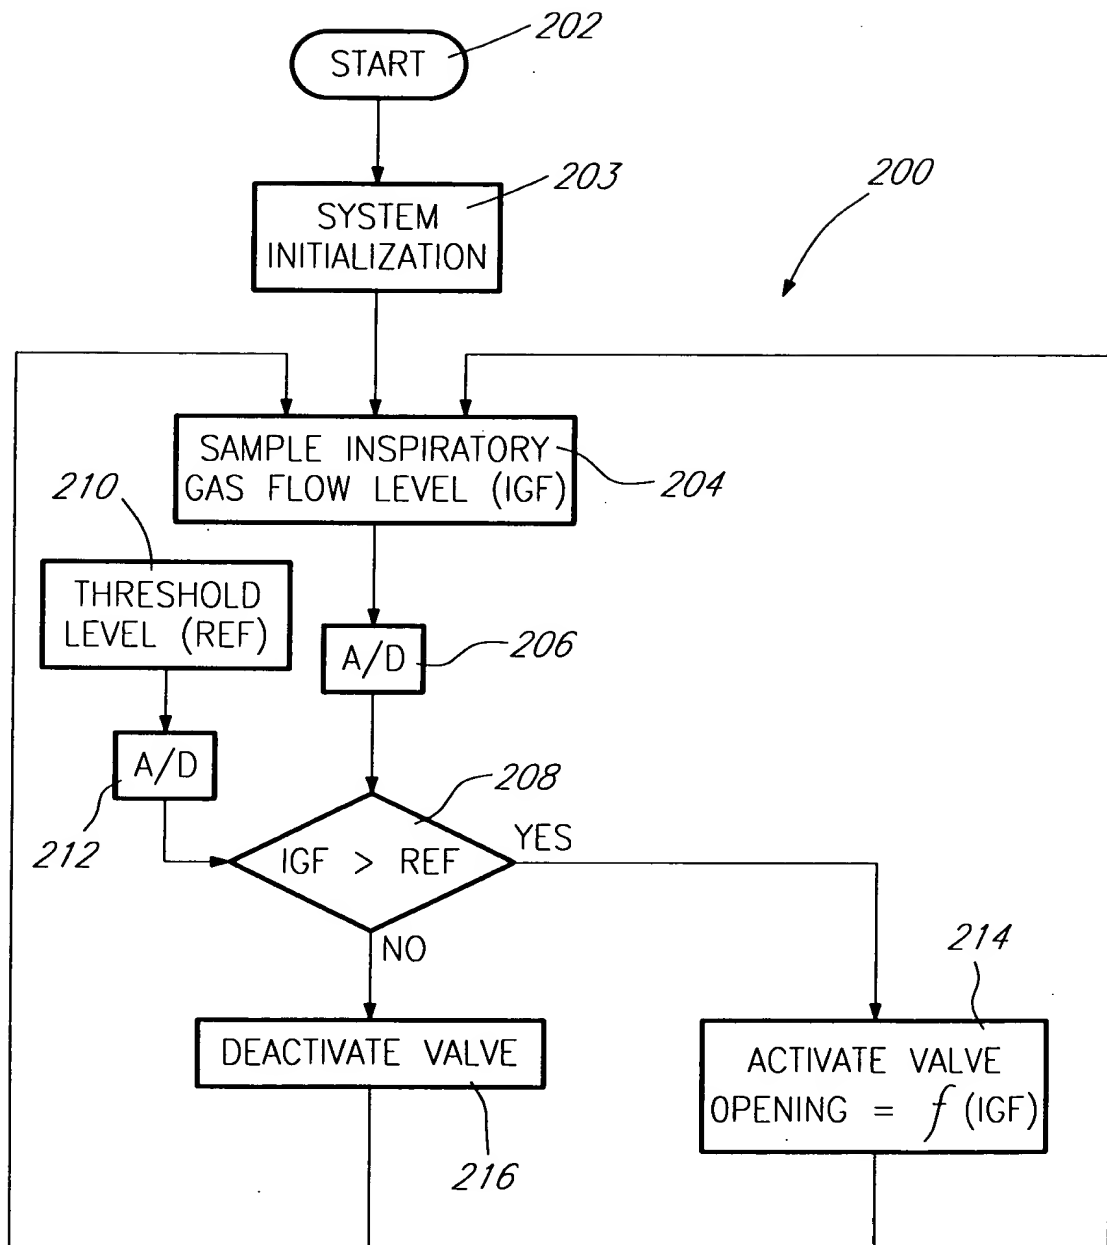 202
START
203
SYSTEM
INITIALIZATION
200
SAMPLE INSPIRATORY
GAS FLOW LEVEL (IGF)
204
210
THRESHOLD
LEVEL (REF)
A/D
206
A/D
212
208
IGF > REF
YES
NO
214
DEACTIVATE VALVE
216
ACTIVATE VALVE
OPENING = f (IGF)